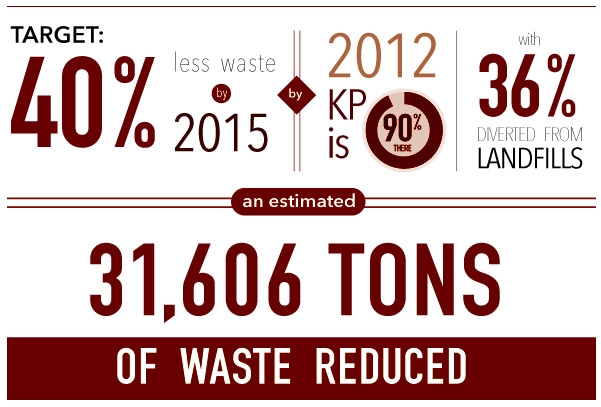 TARGET:
40%
less waste
by
2015
by
2012
KP
is
90%
THERE
with
36%
DIVERTED FROM
LANDFILLS
an estimated
31,606 TONS
OF WASTE REDUCED